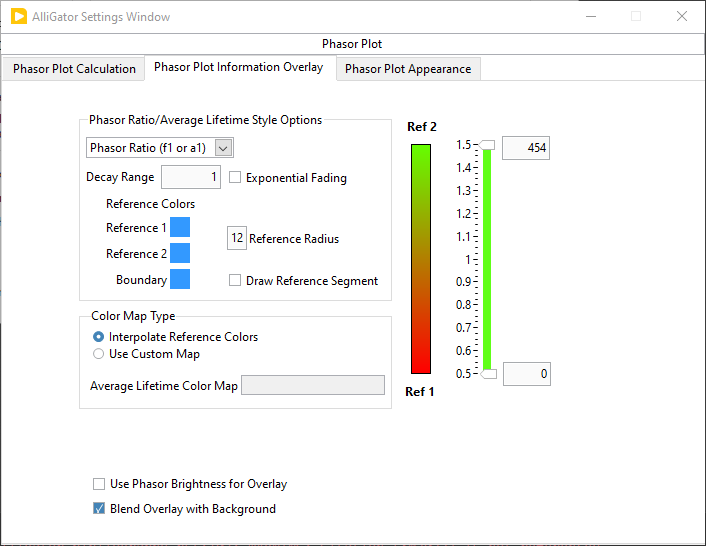 AlliGator Settings Window
Phasor Plot
Phasor Plot Calculation Phasor Plot Information Overlay Phasor Plot Appearance
Phasor Ratio/Average Lifetime Style Options
Phasor Ratio (f1 or a1)
Decay Range 1 Exponential Fading
Reference Colors
Reference 1
12 Reference Radius
Reference 2
Boundary
Draw Reference Segment
Color Map Type
Interpolate Reference Colors
Use Custom Map
Average Lifetime Color Map
Ref 2
Ref 1
1.5
1.4
1.3
1.2
1.1
1
0.9
0.8
0.7
0.6
0.5
454
0
Use Phasor Brightness for Overlay
Blend Overlay with Background